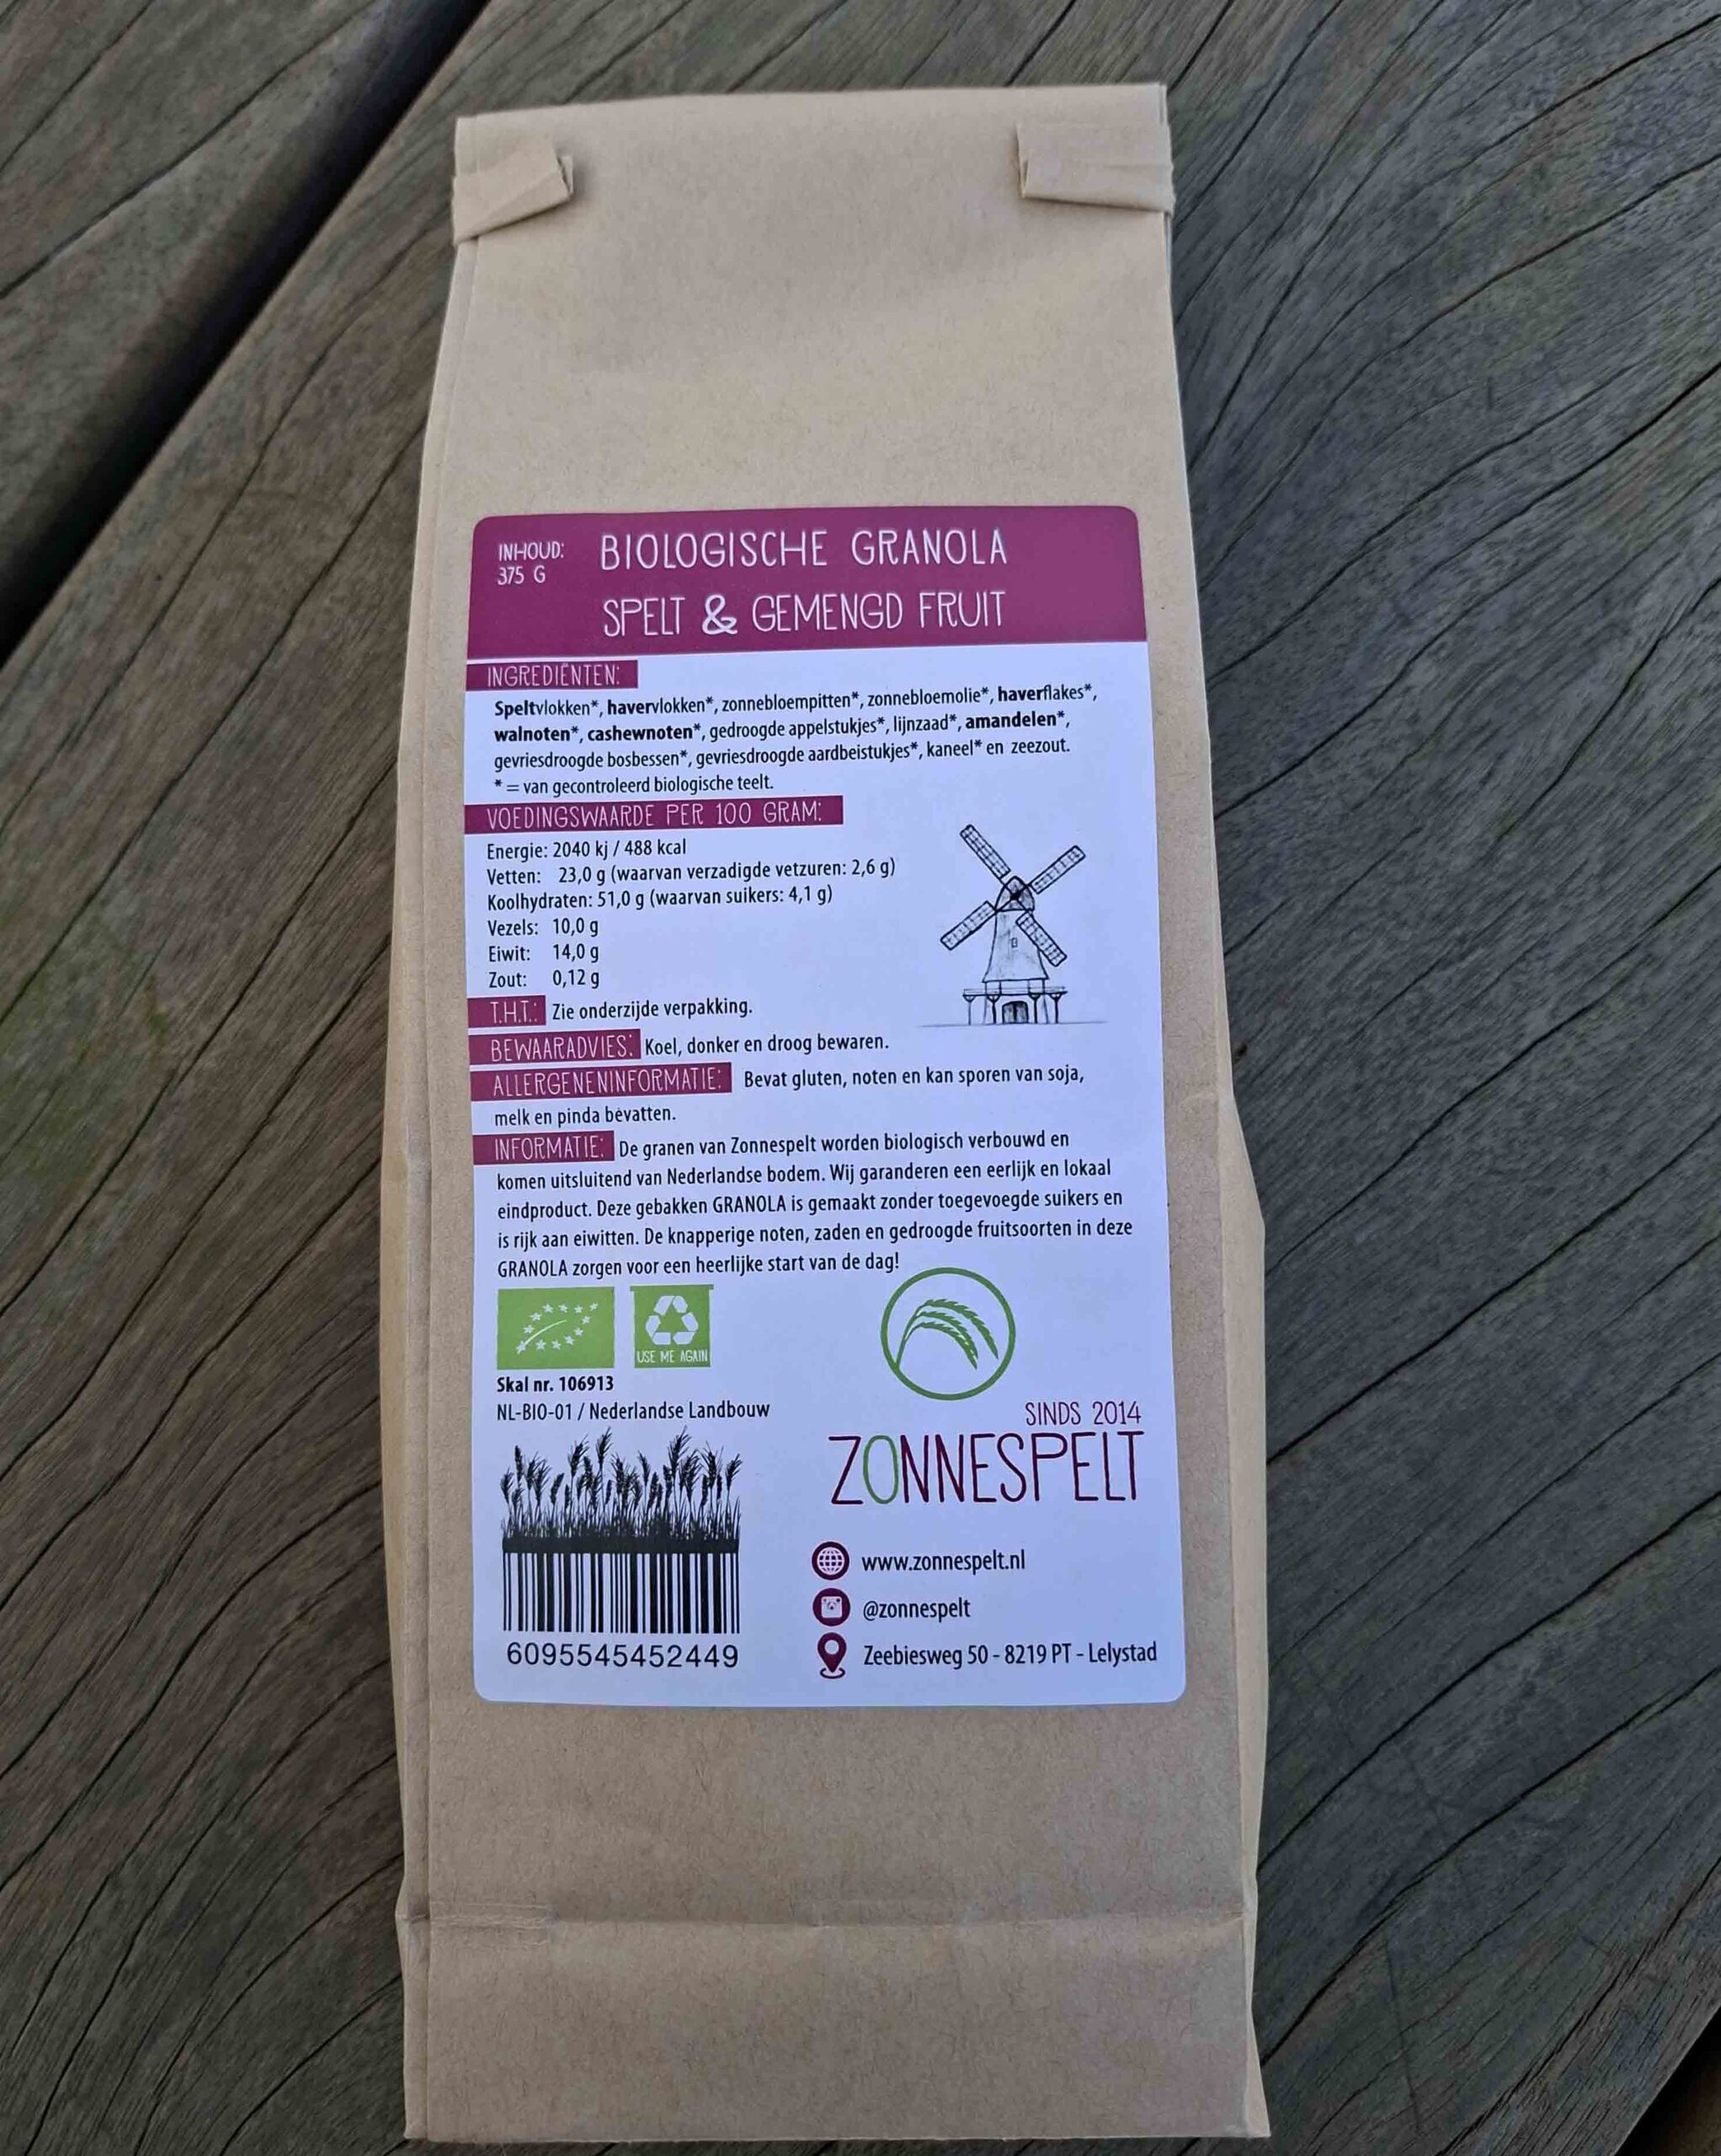 INHOUD:
375 G
BIOLOGISCHE GRANOLA
SPELT & GEMENGD FRUIT
INGREDIËNTEN:
Speltvlokken*, havervlokken*, zonnebloempitten*, zonnebloemolie*, haverflakes*,
walnoten*, cashewnoten*, gedroogde appelstukjes*, lijnzaad*, amandelen*,
gevriesdroogde bosbessen*, gevriesdroogde aardbeistukjes*, kaneel* en zeezout.
* = van gecontroleerd biologische teelt.
VOEDINGSWAARDE PER 100 GRAM:
Energie: 2040 kj / 488 kcal
Vetten: 23,0 g (waarvan verzadigde vetzuren: 2,6 g)
Koolhydraten: 51,0 g (waarvan suikers: 4,1 g)
Vezels: 10,0 g
Eiwit: 14,0 g
Zout: 0,12 g
T.H.T.: Zie onderzijde verpakking.
BEWAARADVIES: Koel, donker en droog bewaren.
ALLERGENENINFORMATIE: Bevat gluten, noten en kan sporen van soja,
melk en pinda bevatten.
INFORMATIE: De granen van Zonnespelt worden biologisch verbouwd en
komen uitsluitend van Nederlandse bodem. Wij garanderen een eerlijk en lokaal
eindproduct. Deze gebakken GRANOLA is gemaakt zonder toegevoegde suikers en
is rijk aan eiwitten. De knapperige noten, zaden en gedroogde fruitsoorten in deze
GRANOLA zorgen voor een heerlijke start van de dag!
USE ME AGAIN
Skal nr. 106913
NL-BIO-01 / Nederlandse Landbouw
6095545452449
SINDS 2014
ZONNESPELT
www.zonnespelt.nl
@zonnespelt
Zeebiesweg 50 - 8219 PT - Lelystad